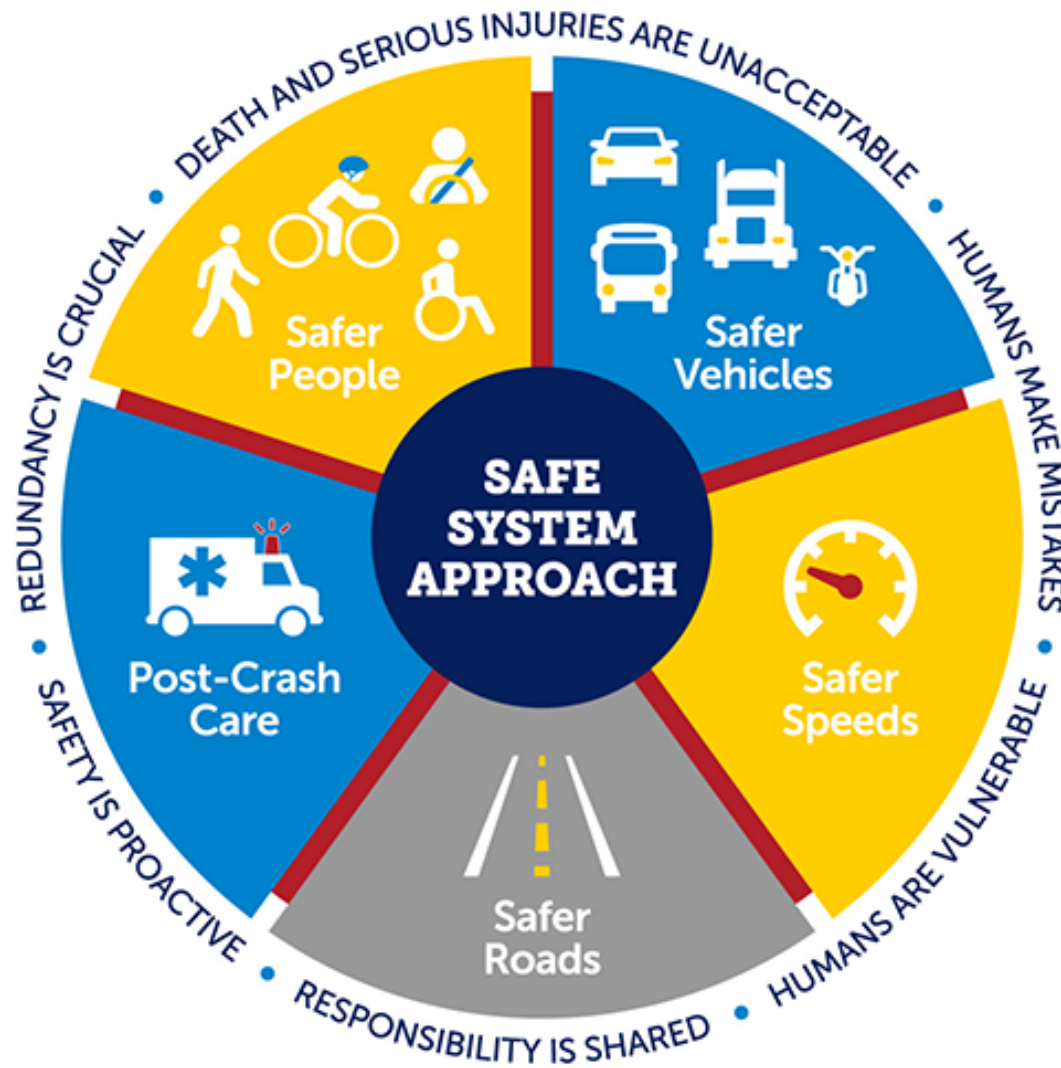 DEATH AND SERIOUS INJURIES ARE UNACCEPTABLE
HUMANS MAKE MISTAKES
HUMANS ARE VULNERABLE
RESPONSIBILITY IS SHARED
SAFETY IS PROACTIVE
REDUNDANCY IS CRUCIAL
Safer
People
Safer
Vehicles
SAFE
SYSTEM
APPROACH
Post-Crash
Care
Safer
Speeds
Safer
Roads